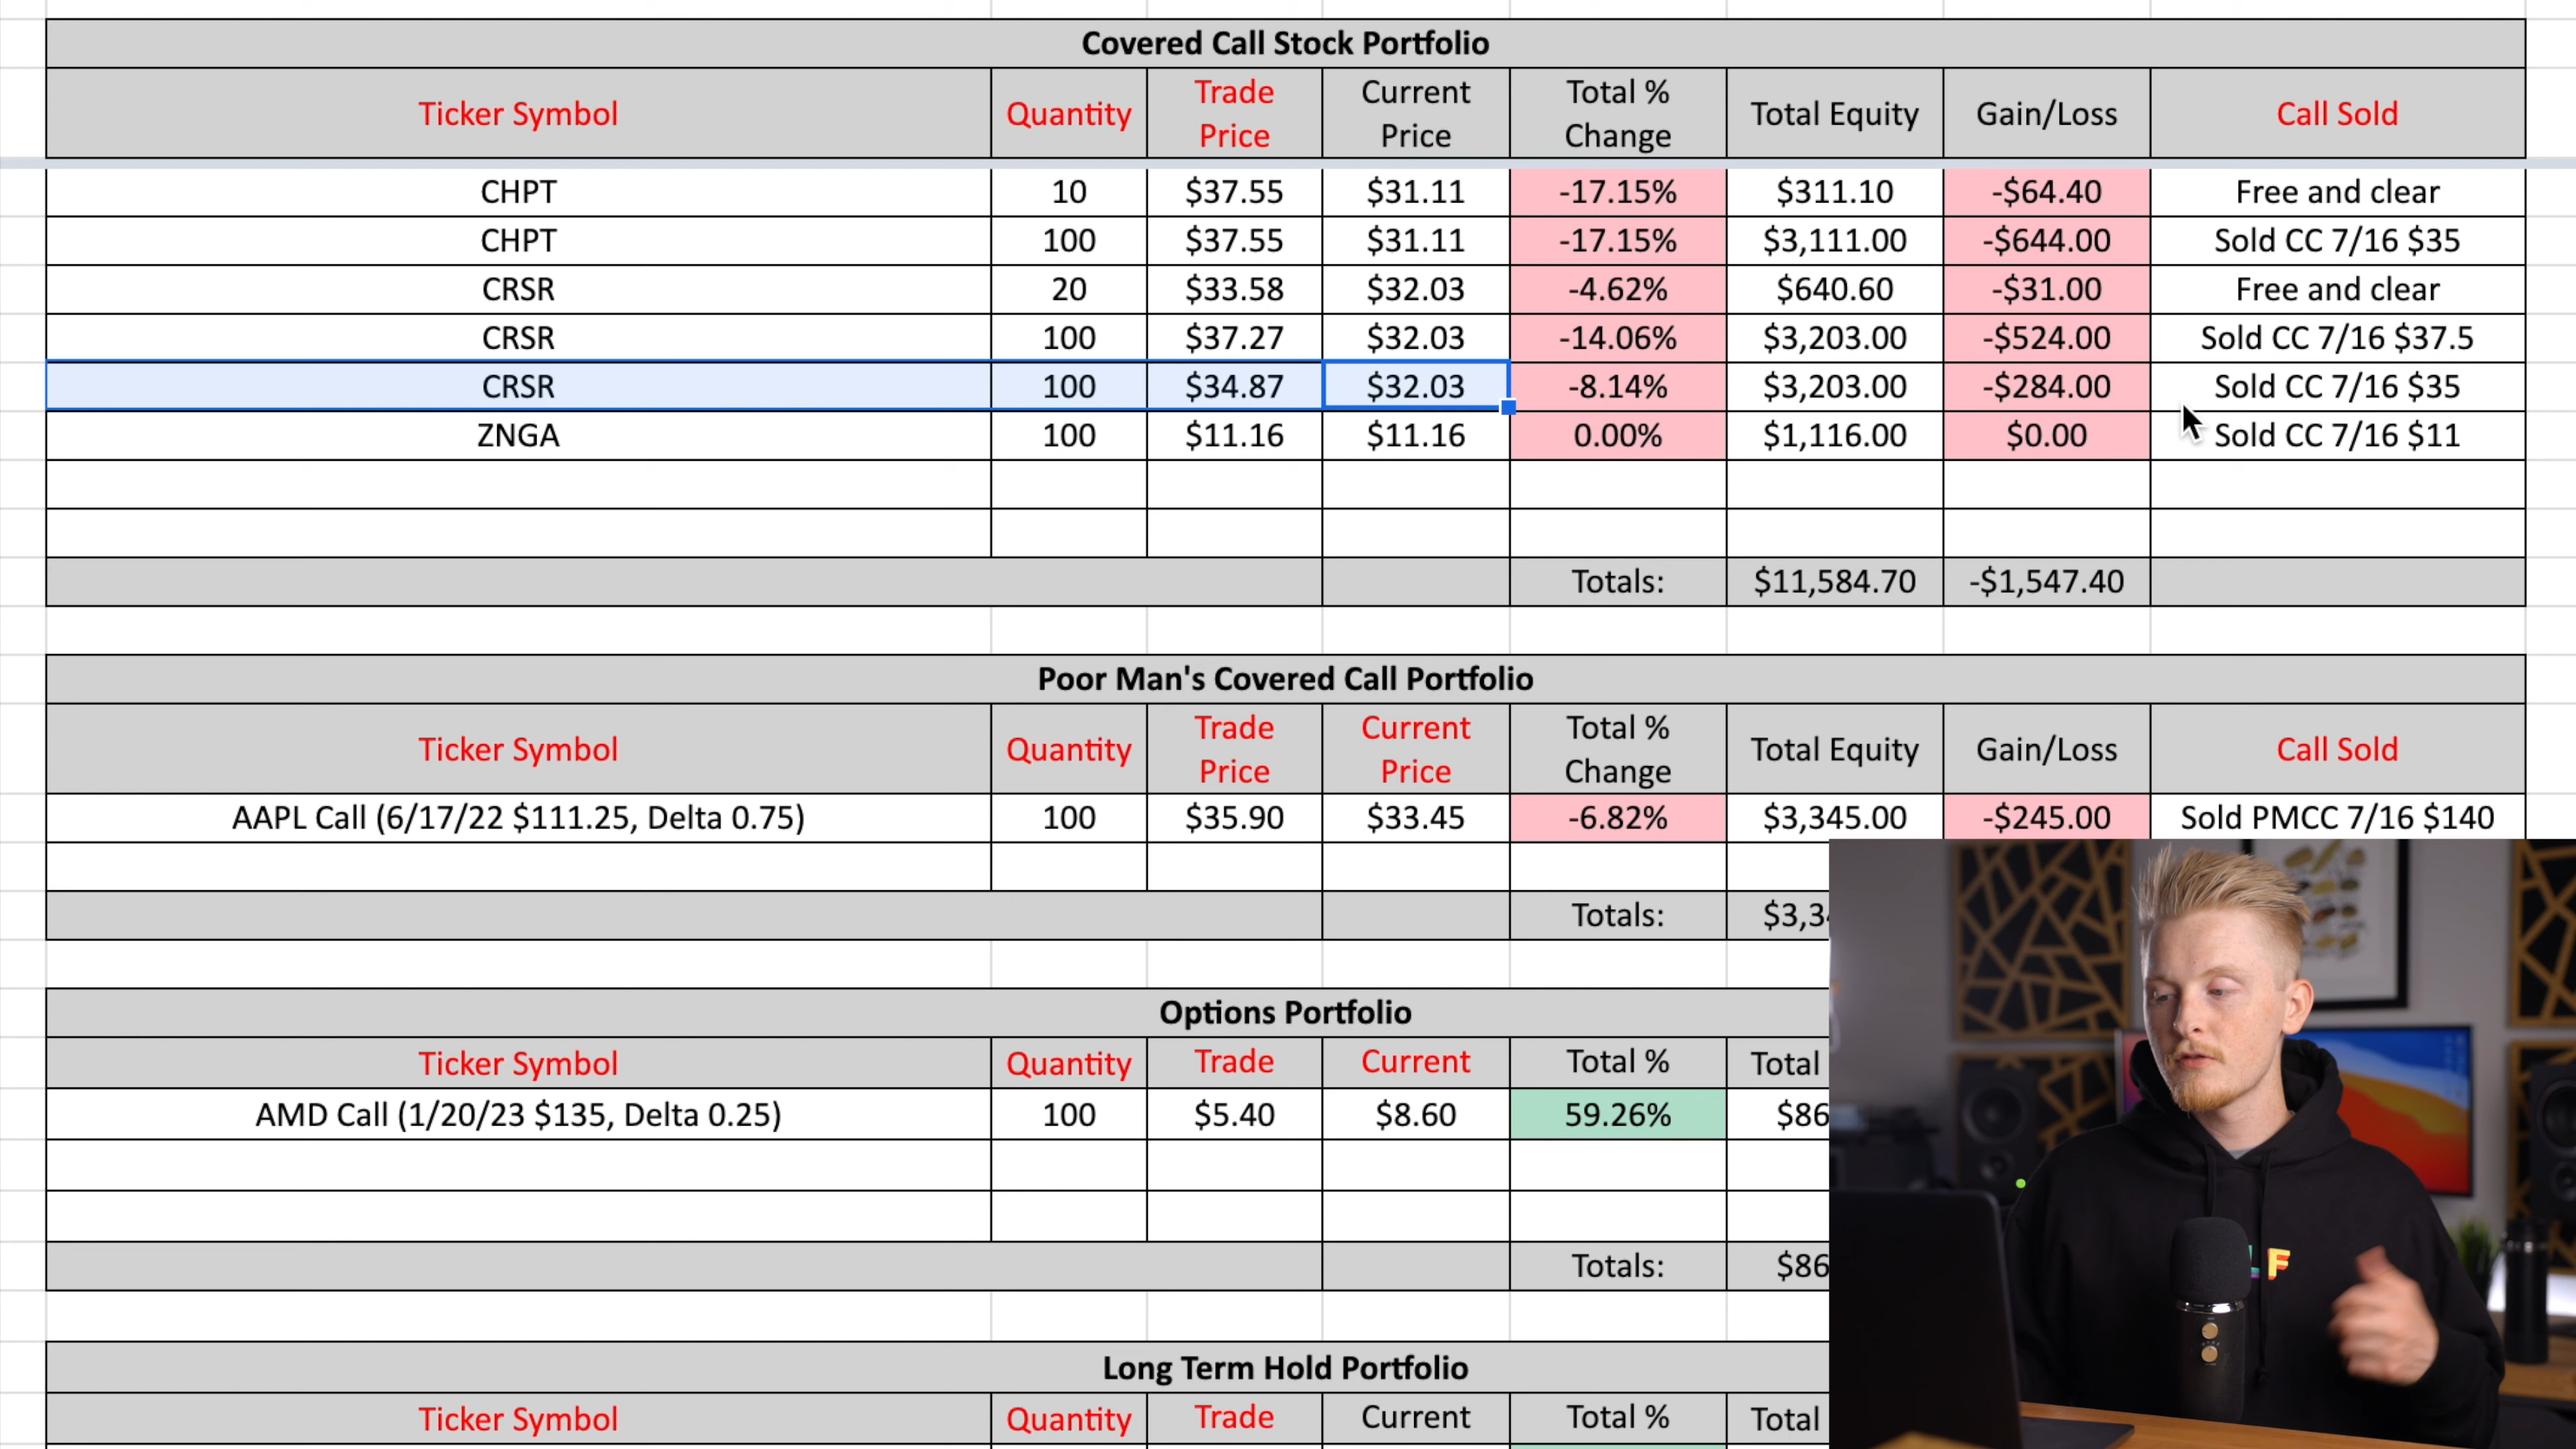 Covered Call Stock Portfolio
Ticker Symbol Quantity Trade Price Current Price Total % Change Total Equity Gain/Loss Call Sold
CHPT 10 $37.55 $31.11 -17.15% $311.10 -$64.40 Free and clear
CHPT 100 $37.55 $31.11 -17.15% $3,111.00 -$644.00 Sold CC 7/16 $35
CRSR 20 $33.58 $32.03 -4.62% $640.60 -$31.00 Free and clear
CRSR 100 $37.27 $32.03 -14.06% $3,203.00 -$524.00 Sold CC 7/16 $37.5
CRSR 100 $34.87 $32.03 -8.14% $3,203.00 -$284.00 Sold CC 7/16 $35
ZNGA 100 $11.16 $11.16 0.00% $1,116.00 $0.00 Sold CC 7/16 $11
Totals: $11,584.70 -$1,547.40
Poor Man's Covered Call Portfolio
Ticker Symbol Quantity Trade Price Current Price Total % Change Total Equity Gain/Loss Call Sold
AAPL Call (6/17/22 $111.25, Delta 0.75) 100 $35.90 $33.45 -6.82% $3,345.00 -$245.00 Sold PMCC 7/16 $140
Totals: $3,34
Options Portfolio
Ticker Symbol Quantity Trade Current Total % Total
AMD Call (1/20/23 $135, Delta 0.25) 100 $5.40 $8.60 59.26% $86
Totals: $86
Long Term Hold Portfolio
Ticker Symbol Quantity Trade Current Total % Total